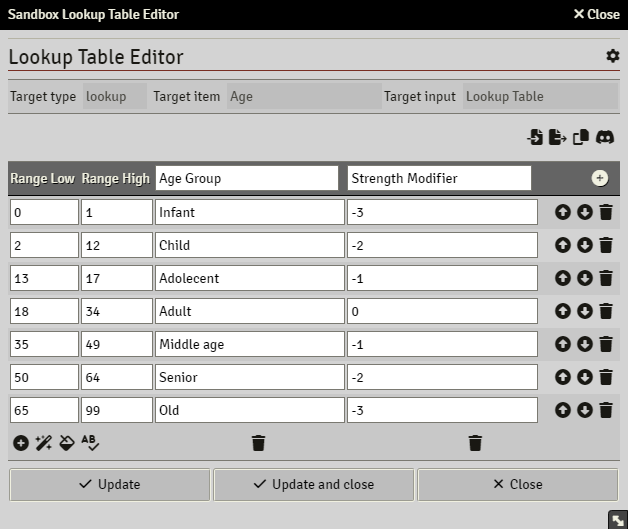 Sandbox Lookup Table Editor Close
Lookup Table Editor
Target type lookup Target item Age Target input Lookup Table
Range Low Range High Age Group Strength Modifier
0 1 Infant -3
2 12 Child -2
13 17 Adolecent -1
18 34 Adult 0
35 49 Middle age -1
50 64 Senior -2
65 99 Old -3
AB
Update Update and close Close